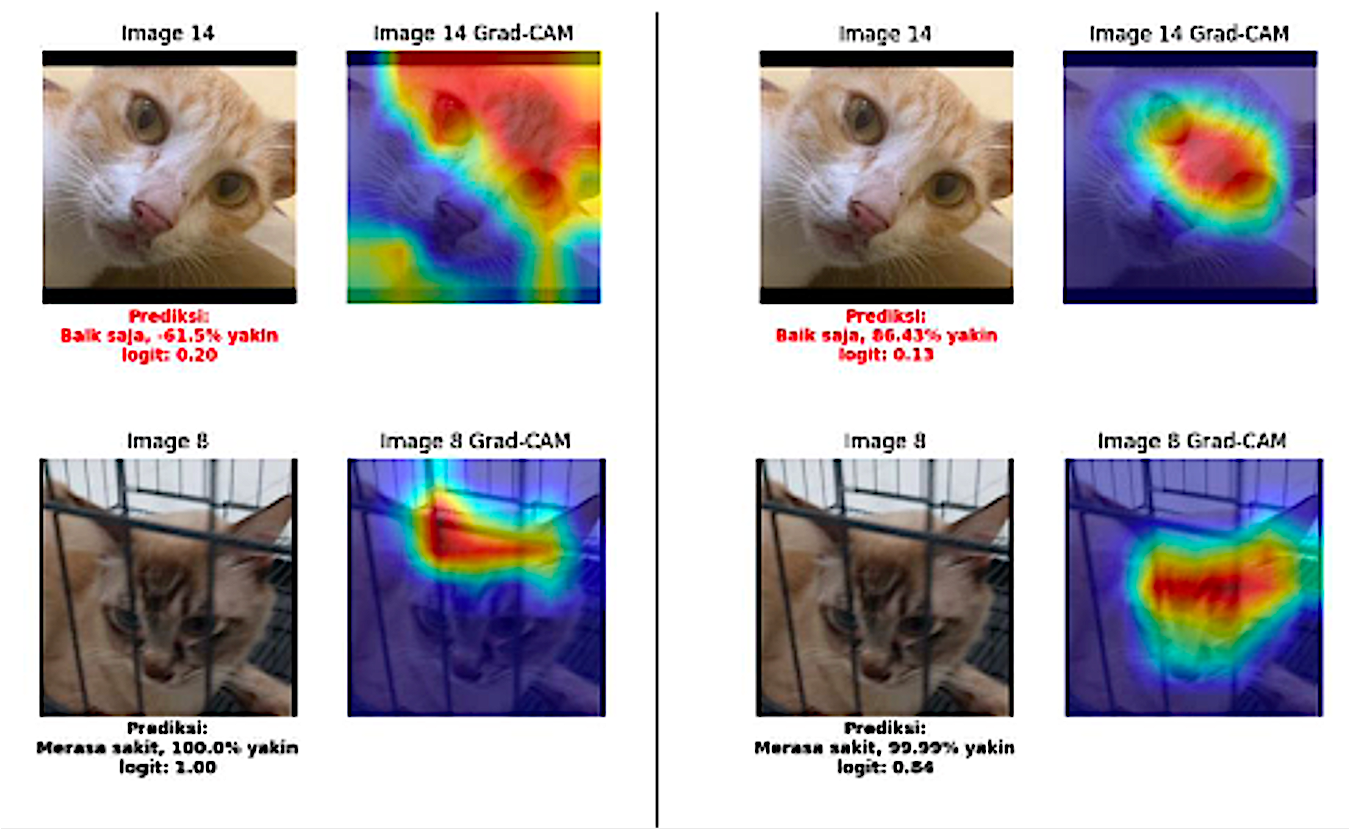 Image 14
Image 14 Grad-CAM
Prediksi:
Baik saja, -61.5% yakin
logit: 0.20
Image 8
Image 8 Grad-CAM
Prediksi:
Merasa sakit, 100.0% yakin
logit: 1.00
Image 14
Image 14 Grad-CAM
Prediksi:
Baik saja, 86.43% yakin
logit: 0.13
Image 8
Image 8 Grad-CAM
Prediksi:
Merasa sakit, 99.99% yakin
logit: 0.84